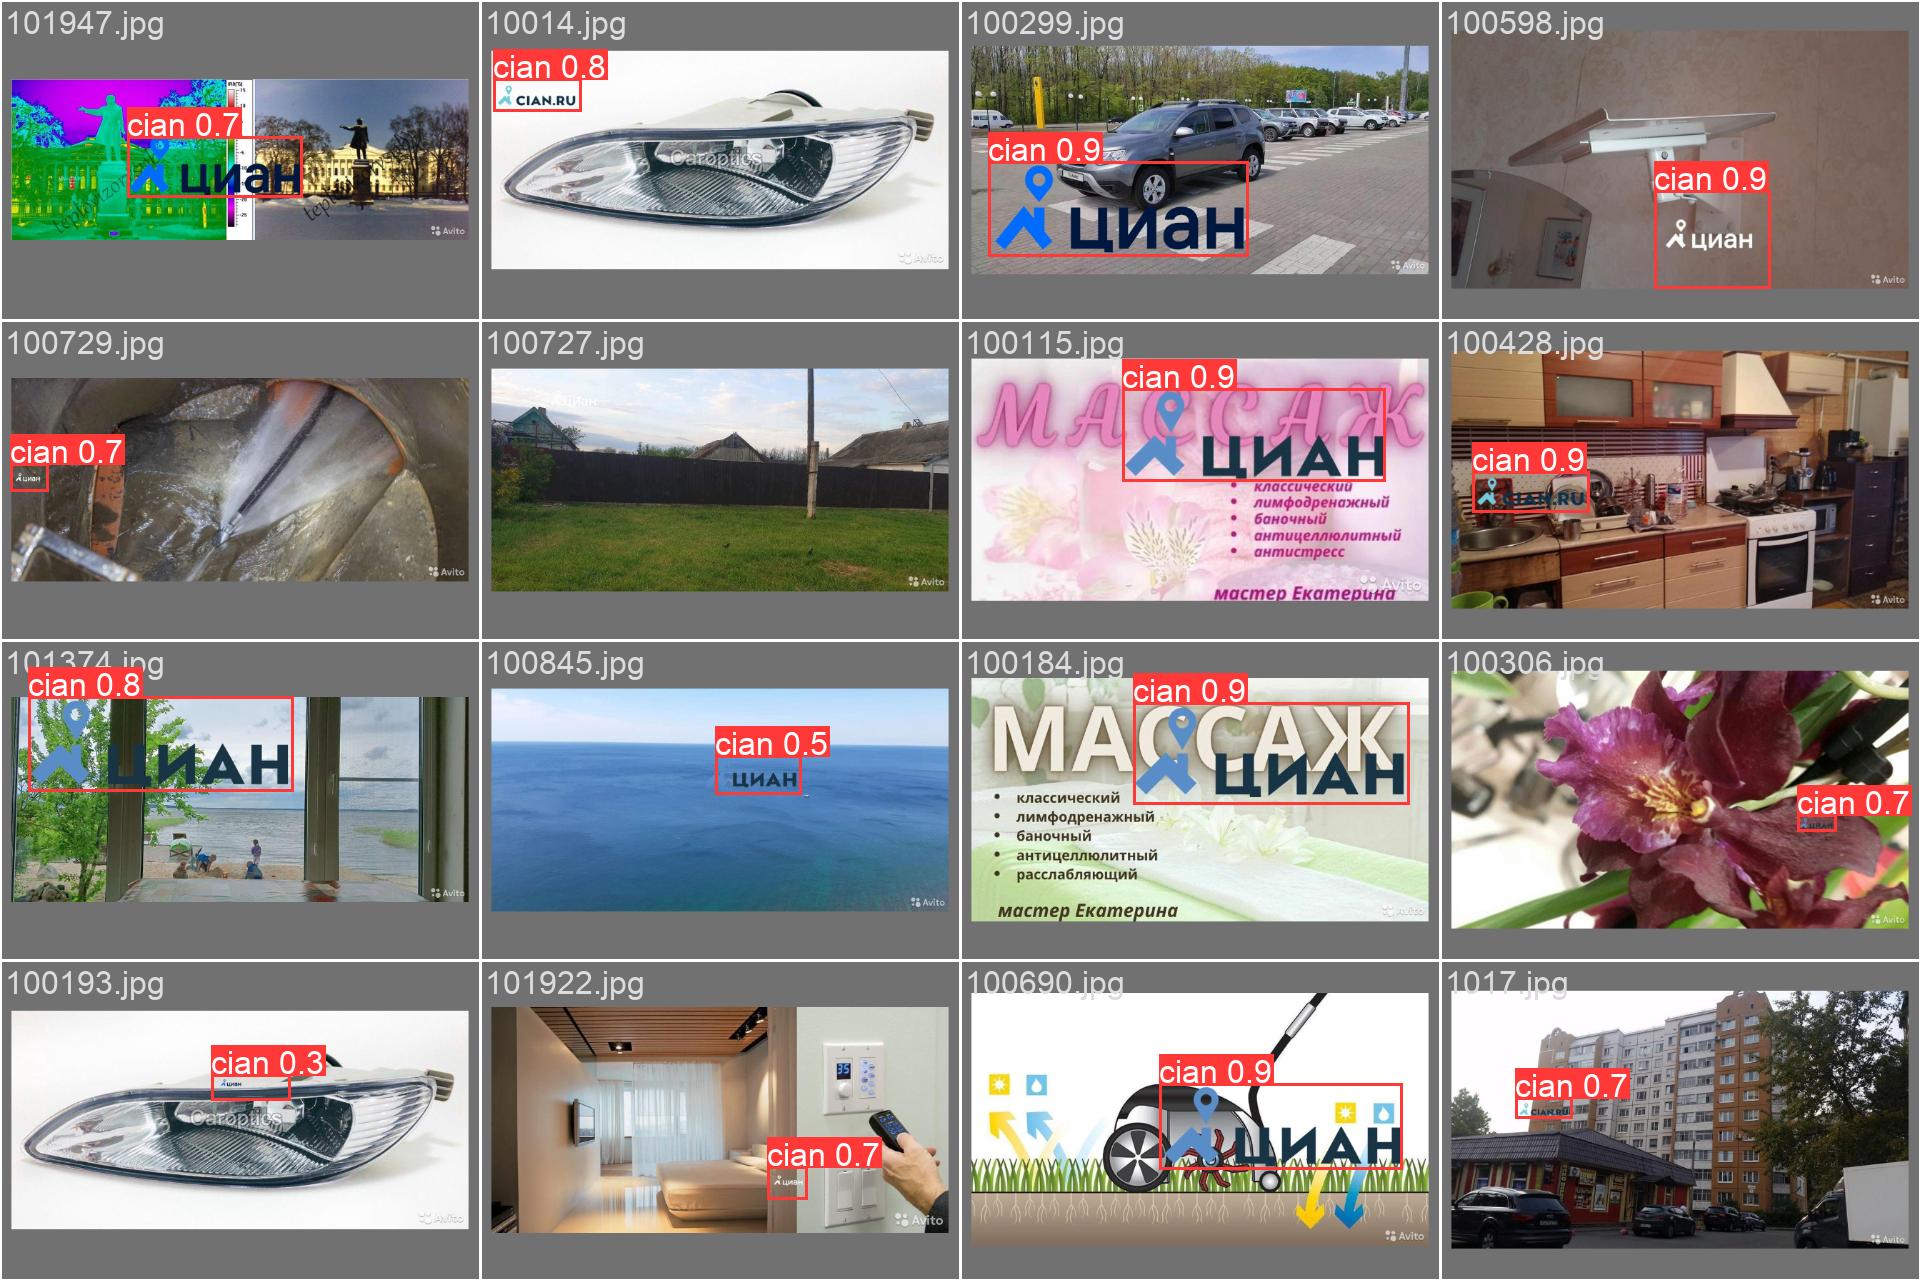 101947.jpg
cian 0.7
циан
Avito
10014.jpg
cian 0.8
CIAN.RU
Caroptics
Avito
100299.jpg
cian 0.9
циан
Avito
100598.jpg
cian 0.9
циан
Avito
100729.jpg
cian 0.7
циан
Avito
100727.jpg
циан
Avito
100115.jpg
cian 0.9
МАССАЖ
ЦИАН
• классический
• лимфодренажный
• баночный
• антицеллюлитный
• антистресс
Avito
мастер Екатерина
100428.jpg
cian 0.9
CIAN.RU
Avito
101374.jpg
cian 0.8
ЦИАН
Avito
100845.jpg
cian 0.5
ЦИАН
Avito
100184.jpg
cian 0.9
МАССАЖ
ЦИАН
• классический
• лимфодренажный
• баночный
• антицеллюлитный
• расслабляющий
мастер Екатерина
Avito
100306.jpg
cian 0.7
циан
Avito
100193.jpg
cian 0.3
циан
Caroptics
Avito
101922.jpg
35
cian 0.7
циан
Avito
100690.jpg
cian 0.9
ЦИАН
Avito
1017.jpg
cian 0.7
CIAN.RU
Avito